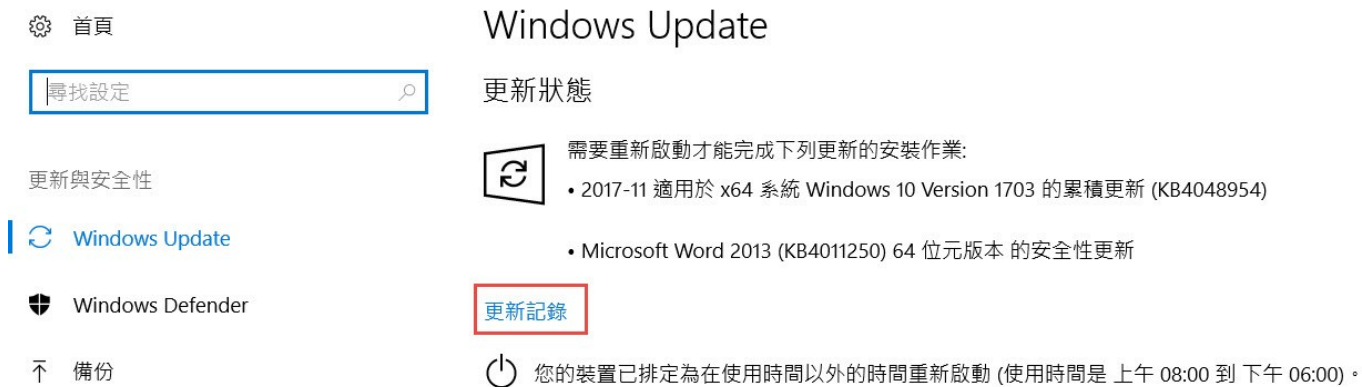 首頁
尋找設定
更新與安全性
Windows Update
Windows Defender
備份
Windows Update
更新狀態
需要重新啟動才能完成下列更新的安裝作業:
• 2017-11 適用於 x64 系統 Windows 10 Version 1703 的累積更新 (KB4048954)
• Microsoft Word 2013 (KB4011250) 64 位元版本 的安全性更新
更新記錄
您的裝置已排定為在使用時間以外的時間重新啟動 (使用時間是 上午 08:00 到 下午 06:00)。